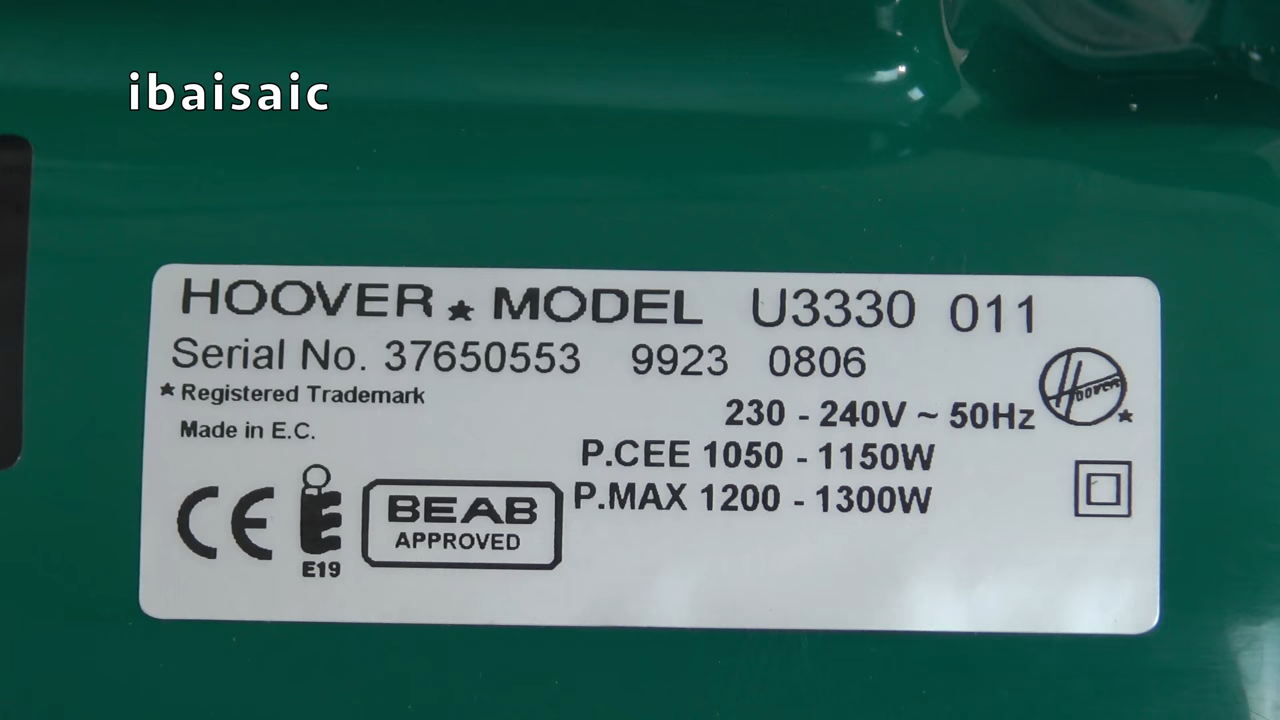 ibaisaic
HOOVER ★ MODEL U3330 011
Serial No. 37650553 9923 0806
★ Registered Trademark
Hoover ★
230 - 240V ~ 50Hz
Made in E.C.
P.CEE 1050 - 1150W
P.MAX 1200 - 1300W
CE
E19
BEAB
APPROVED